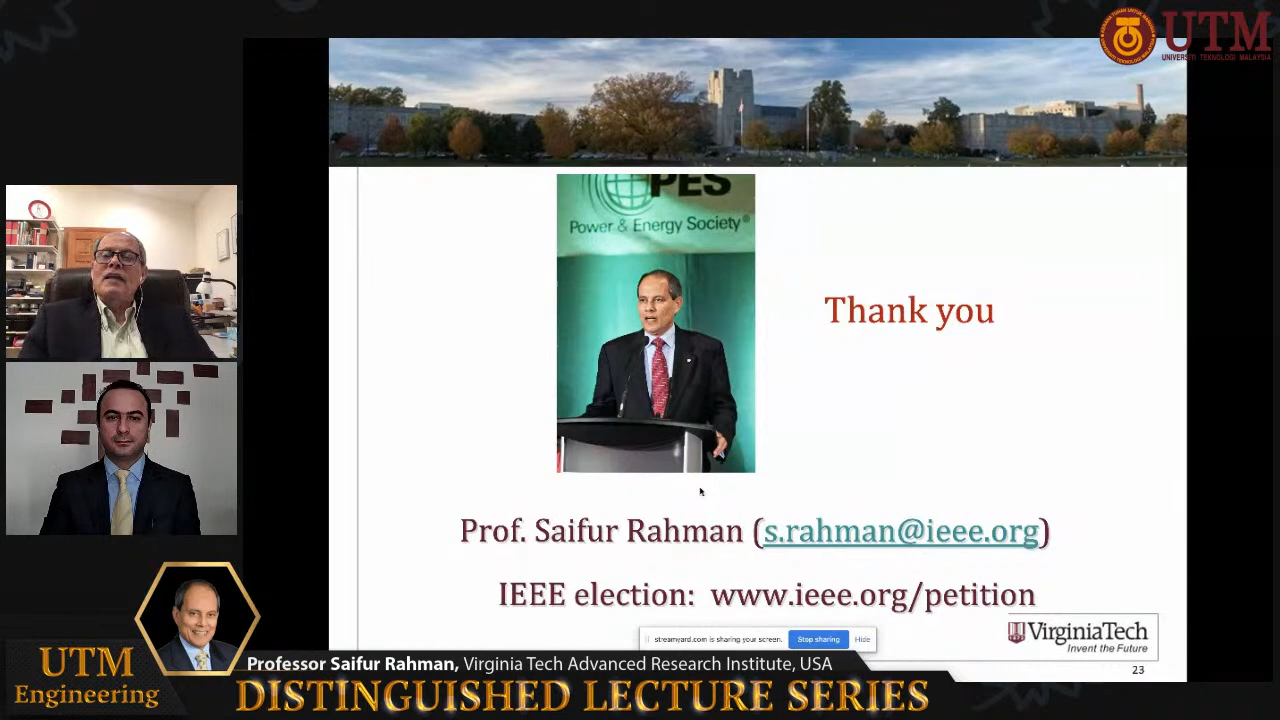 UTM
UNIVERSITI TEKNOLOGI MALAYSIA
PES
Power & Energy Society®
Thank you
Prof. Saifur Rahman (s.rahman@ieee.org)
IEEE election: www.ieee.org/petition
streamyard.com is sharing your screen.
Stop sharing
Hide
VirginiaTech
Invent the Future
23
UTM
Engineering
Professor Saifur Rahman, Virginia Tech Advanced Research Institute, USA
DISTINGUISHED LECTURE SERIES